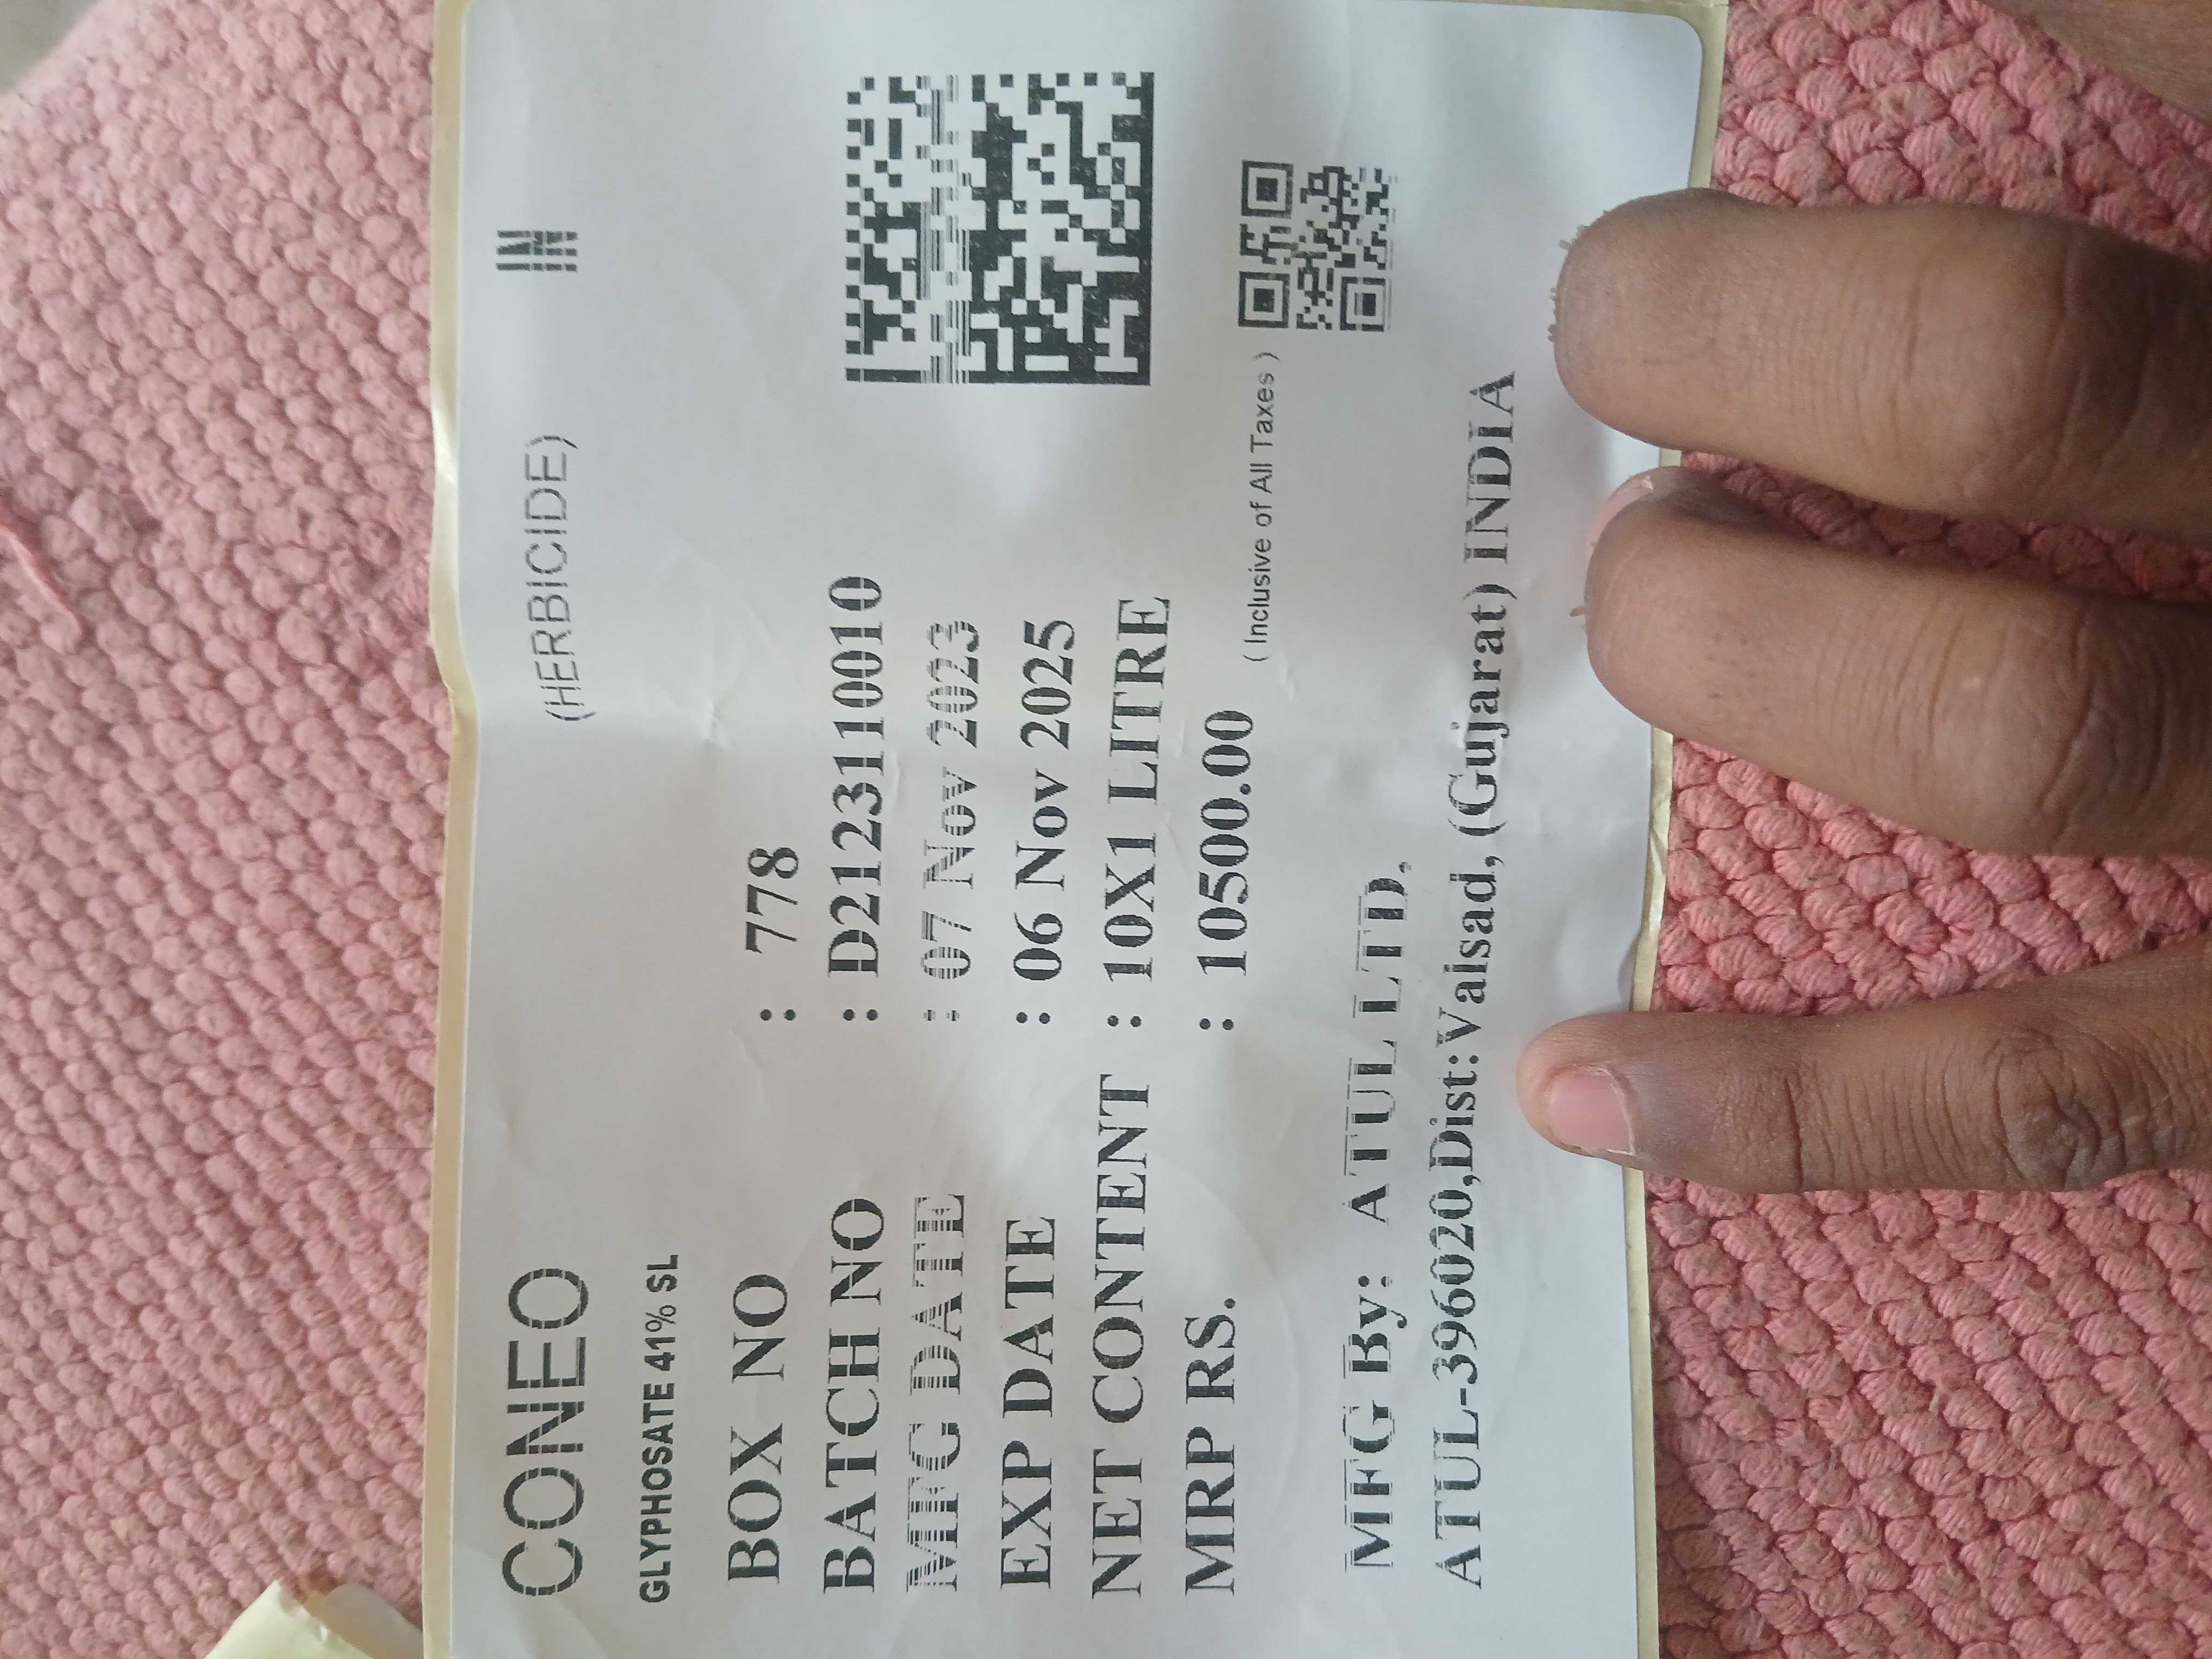 CONEO (HERBICIDE) IN
GLYPHOSATE 41% SL
BOX NO : 778
BATCH NO : D2123110010
MFG DATE : 07 Nov 2023
EXP DATE : 06 Nov 2025
NET CONTENT : 10X1 LITRE
MRP RS. : 10500.00 ( Inclusive of All Taxes )
MFG By: ATUL LTD,
ATUL-396020,Dist:Valsad, (Gujarat) INDIA